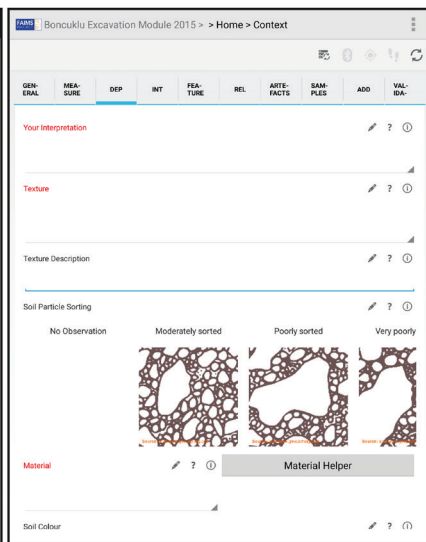 FAIMS Boncuklu Excavation Module 2015 > > Home > Context
GEN-ERAL MEA-SURE DEP INT FEA-TURE REL ARTE-FACTS SAM-PLES ADD VAL-IDA-
Your Interpretation ?
Texture ?
Texture Description ?
Soil Particle Sorting ?
No Observation Moderately sorted Poorly sorted Very poorly
Material ? Material Helper
Soil Colour ?